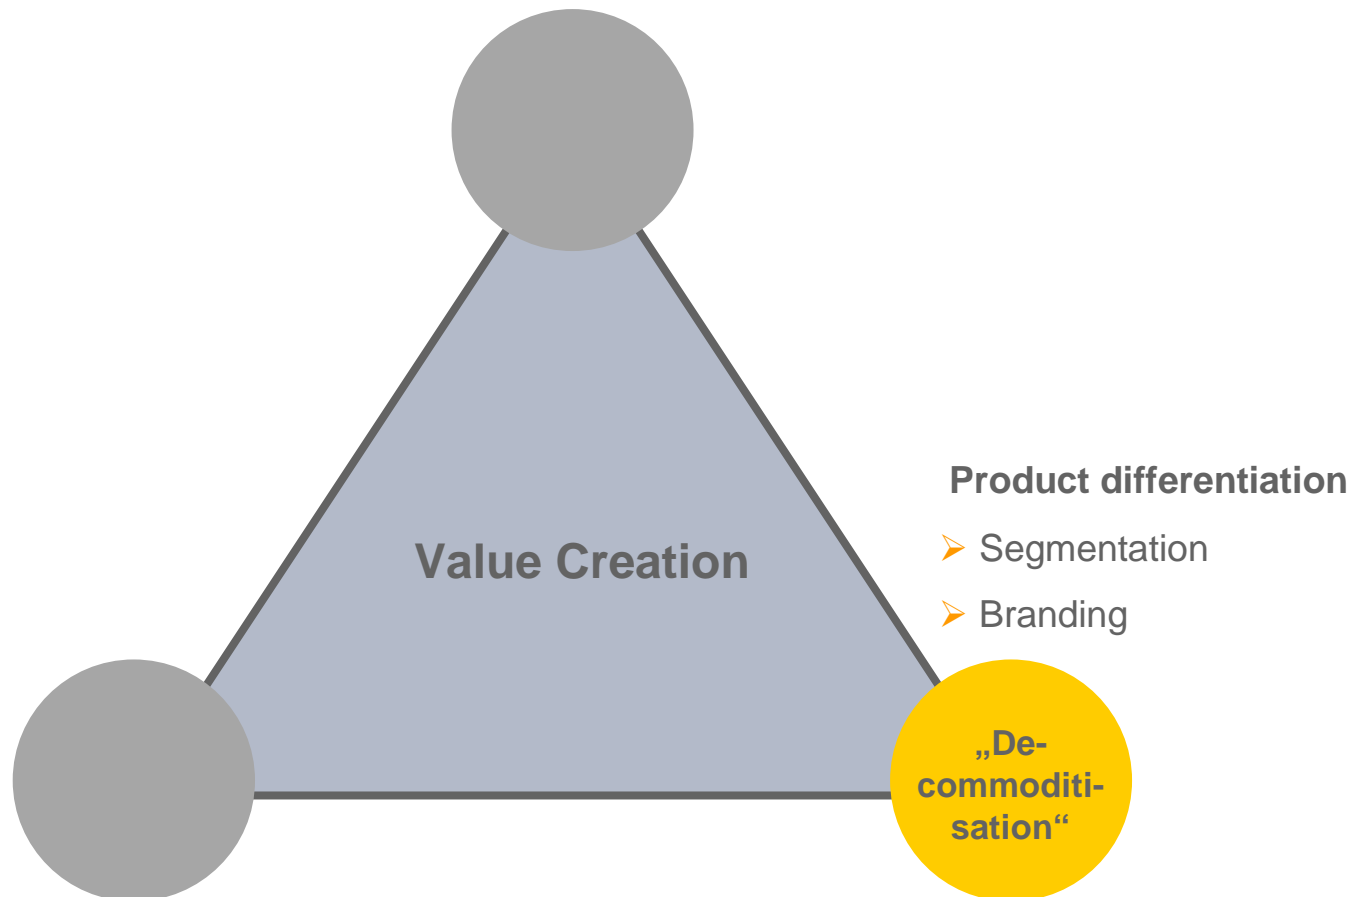 Product differentiation
Segmentation
Value Creation
Branding
„De-
commoditi-
sation“